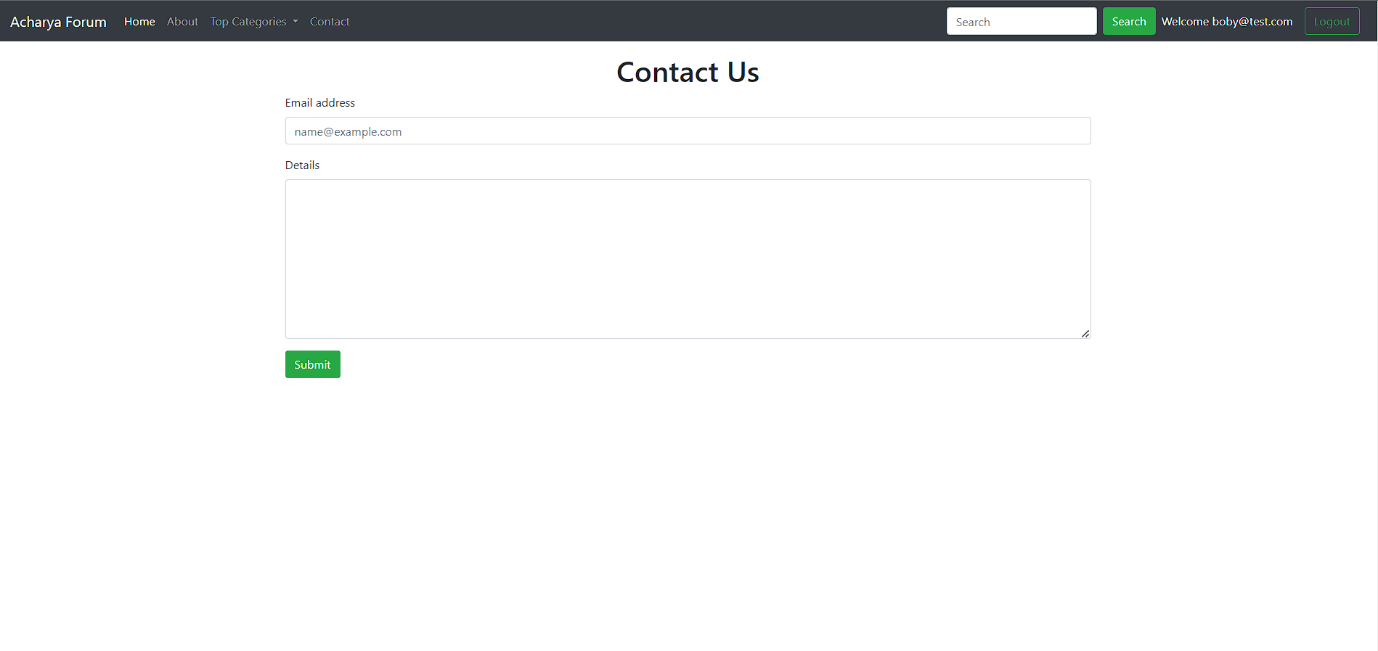 Acharya Forum Home About Top Categories Contact Search Search Welcome boby@test.com Logout
Contact Us
Email address
name@example.com
Details
Submit